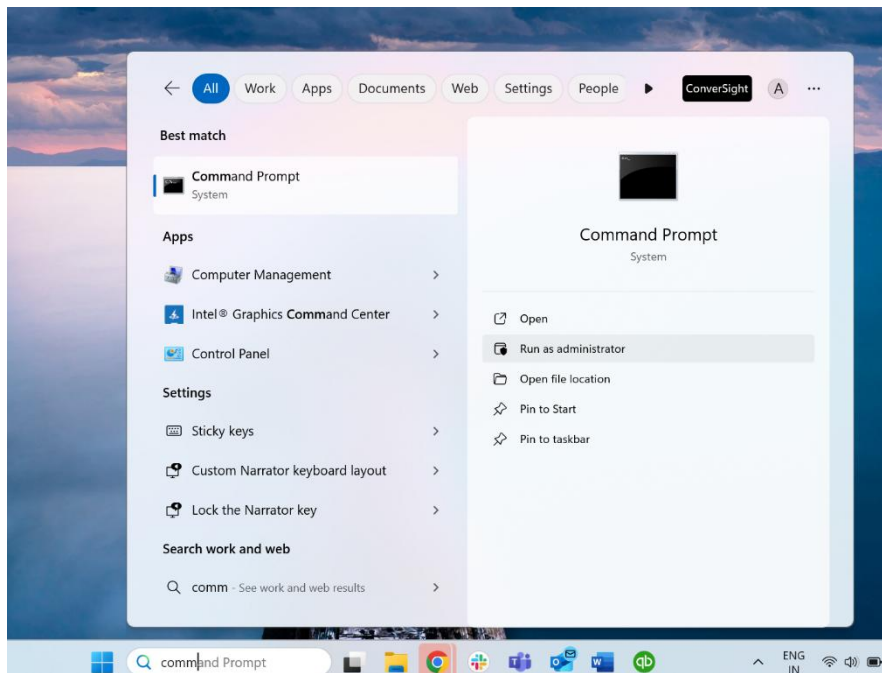 All Work Apps Documents Web Settings People ConverSight A ...
Best match
Command Prompt
System
Apps
Computer Management
Intel® Graphics Command Center
Control Panel
Settings
Sticky keys
Custom Narrator keyboard layout
Lock the Narrator key
Search work and web
comm - See work and web results
Command Prompt
System
Open
Run as administrator
Open file location
Pin to Start
Pin to taskbar
command Prompt
ENG
IN